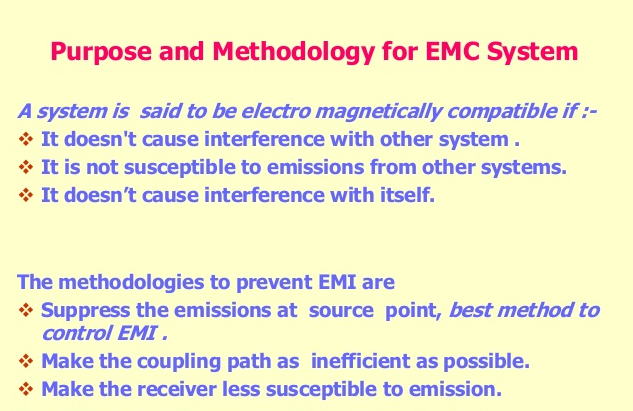 Purpose and Methodology for EMC System
A system is said to be electro magnetically compatible if :-
❖ It doesn't cause interference with other system .
❖ It is not susceptible to emissions from other systems.
❖ It doesn’t cause interference with itself.
The methodologies to prevent EMI are
❖ Suppress the emissions at source point, best method to
control EMI .
❖ Make the coupling path as inefficient as possible.
❖ Make the receiver less susceptible to emission.